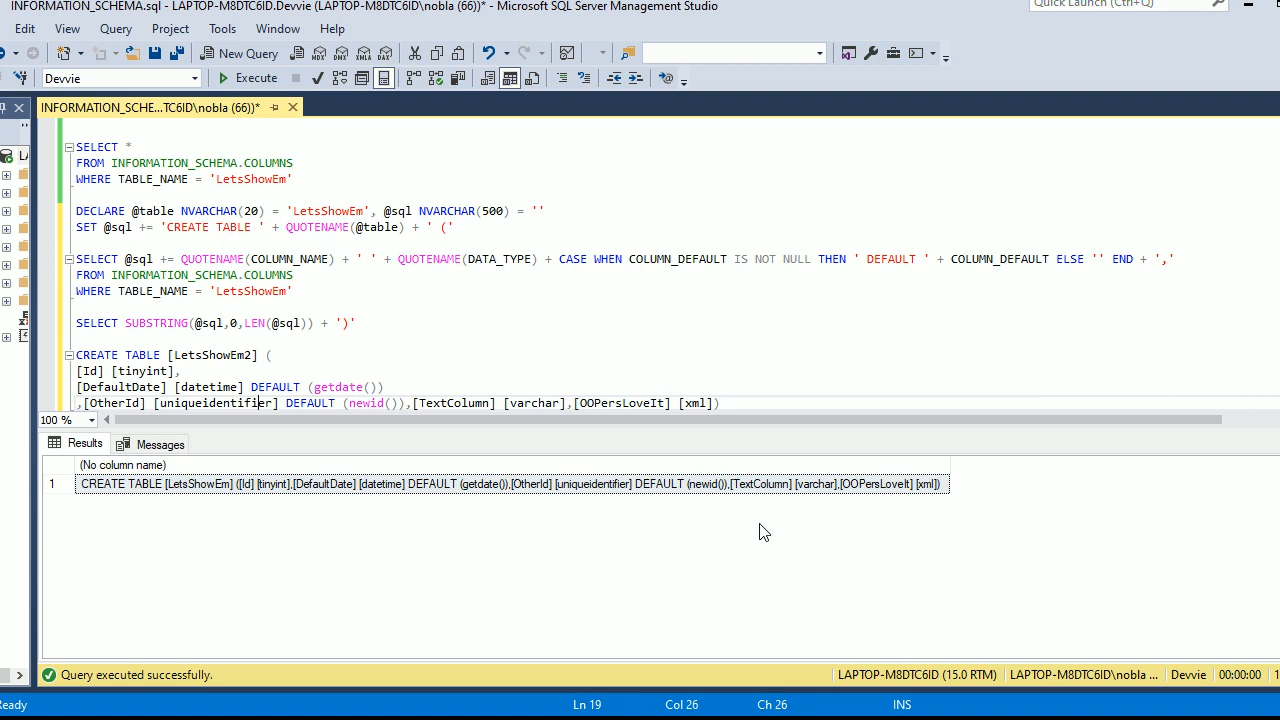 INFORMATION_SCHEMA.sql - LAPTOP-M8DTC6ID.Devvie (LAPTOP-M8DTC6ID\nobla (66))* - Microsoft SQL Server Management Studio
Quick Launch (Ctrl+Q)
Edit View Query Project Tools Window Help
New Query
Devvie Execute
INFORMATION_SCHE...TC6ID\nobla (66))*
SELECT *
FROM INFORMATION_SCHEMA.COLUMNS
WHERE TABLE_NAME = 'LetsShowEm'
DECLARE @table NVARCHAR(20) = 'LetsShowEm', @sql NVARCHAR(500) = ''
SET @sql += 'CREATE TABLE ' + QUOTENAME(@table) + ' ('
SELECT @sql += QUOTENAME(COLUMN_NAME) + ' ' + QUOTENAME(DATA_TYPE) + CASE WHEN COLUMN_DEFAULT IS NOT NULL THEN ' DEFAULT ' + COLUMN_DEFAULT ELSE '' END + ','
FROM INFORMATION_SCHEMA.COLUMNS
WHERE TABLE_NAME = 'LetsShowEm'
SELECT SUBSTRING(@sql,0,LEN(@sql)) + ')'
CREATE TABLE [LetsShowEm2] (
[Id] [tinyint],
[DefaultDate] [datetime] DEFAULT (getdate())
,[OtherId] [uniqueidentifier] DEFAULT (newid()),[TextColumn] [varchar],[OOPersLoveIt] [xml])
100 %
Results Messages
(No column name)
1 CREATE TABLE [LetsShowEm] ([Id] [tinyint],[DefaultDate] [datetime] DEFAULT (getdate()),[OtherId] [uniqueidentifier] DEFAULT (newid()),[TextColumn] [varchar],[OOPersLoveIt] [xml])
Query executed successfully. LAPTOP-M8DTC6ID (15.0 RTM) LAPTOP-M8DTC6ID\nobla ... Devvie 00:00:00 1
Ready Ln 19 Col 26 Ch 26 INS